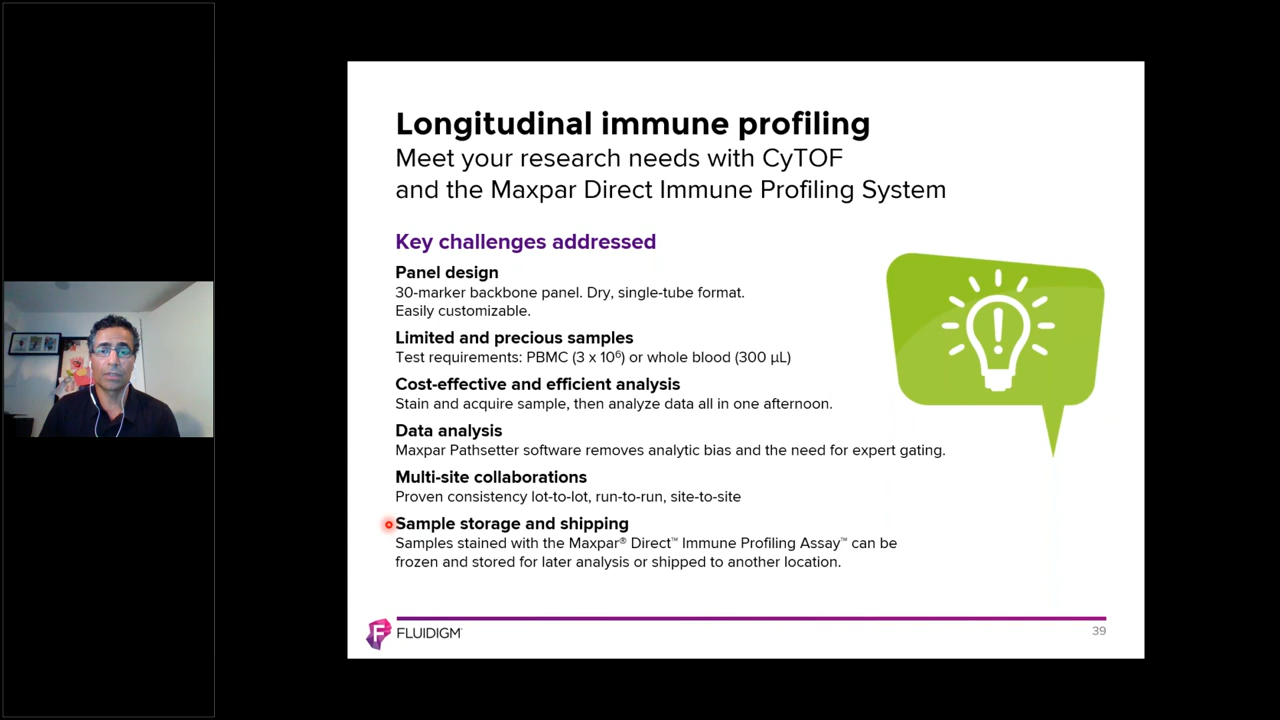 Longitudinal immune profiling
Meet your research needs with CyTOF
and the Maxpar Direct Immune Profiling System
Key challenges addressed
Panel design
30-marker backbone panel. Dry, single-tube format.
Easily customizable.
Limited and precious samples
Test requirements: PBMC (3 x 10⁶) or whole blood (300 µL)
Cost-effective and efficient analysis
Stain and acquire sample, then analyze data all in one afternoon.
Data analysis
Maxpar Pathsetter software removes analytic bias and the need for expert gating.
Multi-site collaborations
Proven consistency lot-to-lot, run-to-run, site-to-site
Sample storage and shipping
Samples stained with the Maxpar® Direct™ Immune Profiling Assay™ can be
frozen and stored for later analysis or shipped to another location.
F FLUIDIGM
39